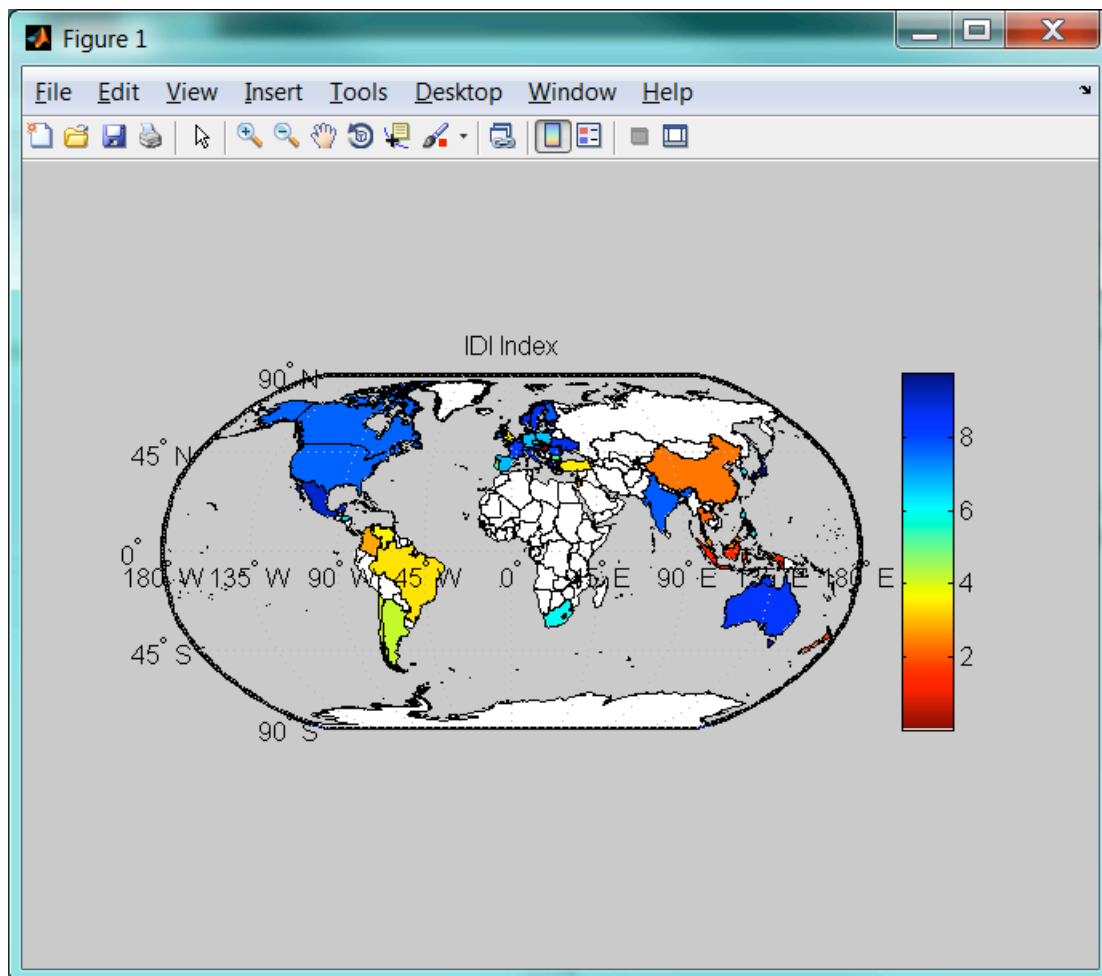 Figure 1
File Edit View Insert Tools Desktop Window Help
IDI Index
90° N
45° N
0°
180° W 135° W 90° W 45° W 0° 45° E 90° E 135° E 180° E
45° S
90° S
8
6
4
2